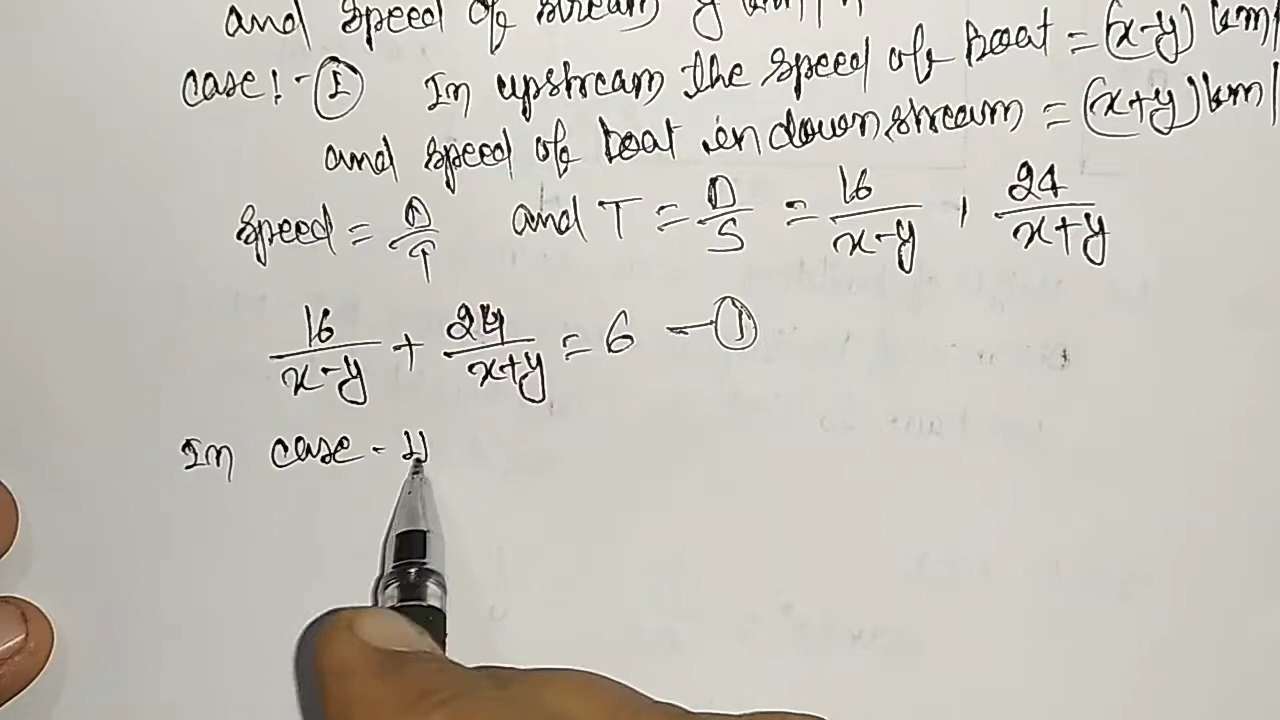 and speed of stream y km/h
case:- (I) In upstream the speed of boat = (x-y) km/
and speed of boat in downstream = (x+y) km/
speed = D/T and T = D/S = 16/x-y , 24/x+y
16/x-y + 24/x+y = 6 — (I)
In case - II